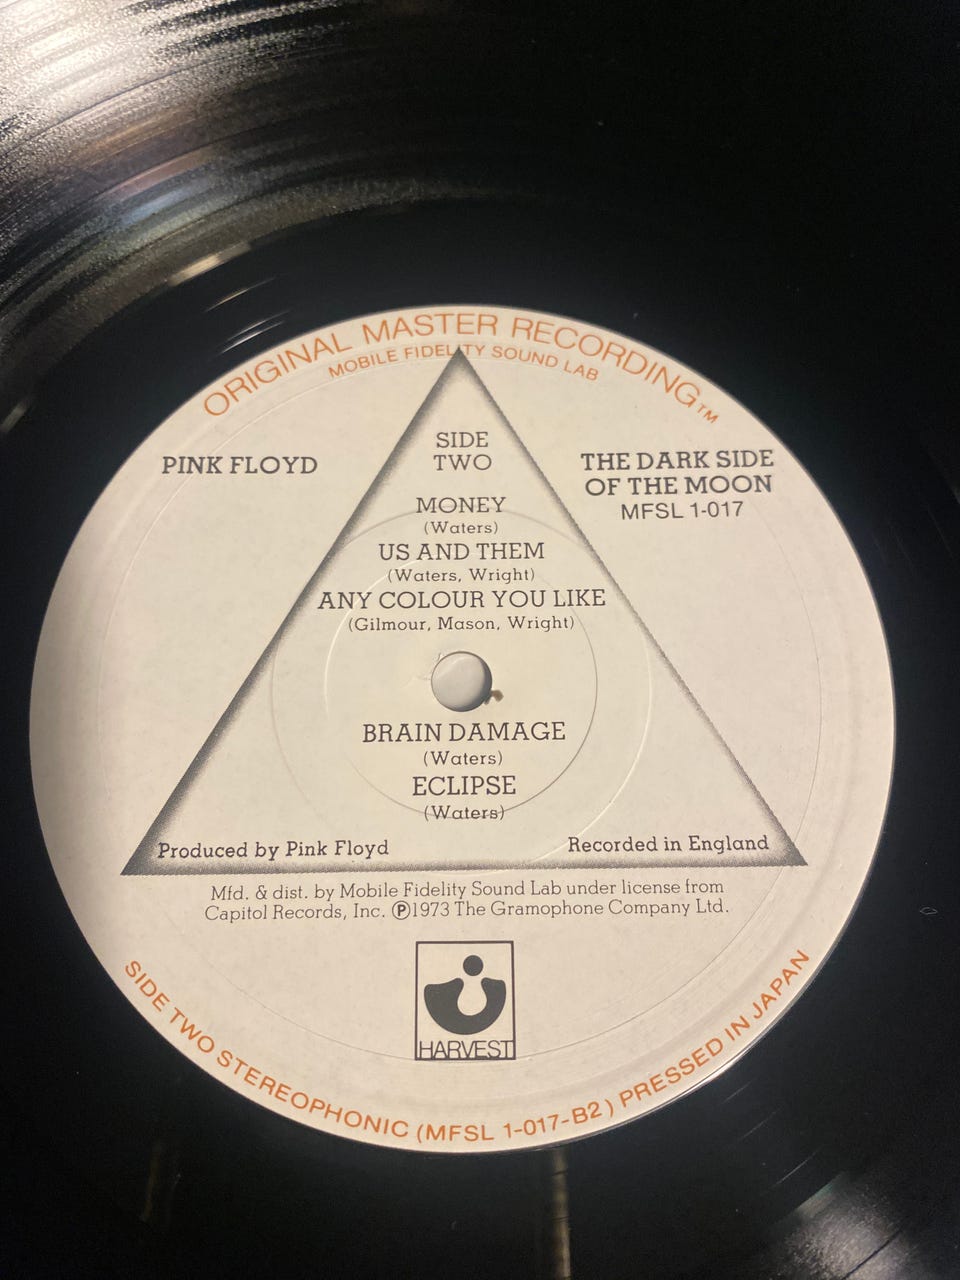 ORIGINAL MASTER RECORDING™
MOBILE FIDELITY SOUND LAB
PINK FLOYD
SIDE
TWO
THE DARK SIDE
OF THE MOON
MFSL 1-017
MONEY
(Waters)
US AND THEM
(Waters, Wright)
ANY COLOUR YOU LIKE
(Gilmour, Mason, Wright)
BRAIN DAMAGE
(Waters)
ECLIPSE
(Waters)
Produced by Pink Floyd
Recorded in England
Mfd. & dist. by Mobile Fidelity Sound Lab under license from
Capitol Records, Inc. ℗1973 The Gramophone Company Ltd.
HARVEST
SIDE TWO STEREOPHONIC (MFSL 1-017-B2) PRESSED IN JAPAN